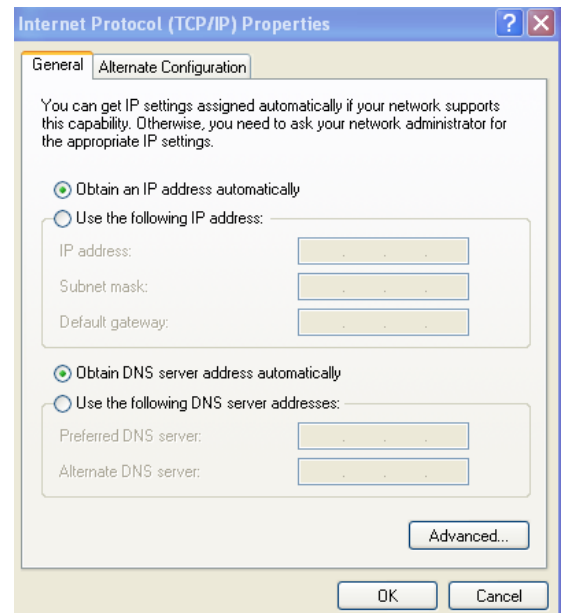 Internet Protocol (TCP/IP) Properties
General
Alternate Configuration
You can get IP settings assigned automatically if your network supports
this capability. Otherwise, you need to ask your network administrator for
the appropriate IP settings.
Obtain an IP address automatically
Use the following IP address:
IP address:
Subnet mask:
Default gateway:
Obtain DNS server address automatically
Use the following DNS server addresses:
Preferred DNS server:
Alternate DNS server:
Advanced...
OK
Cancel